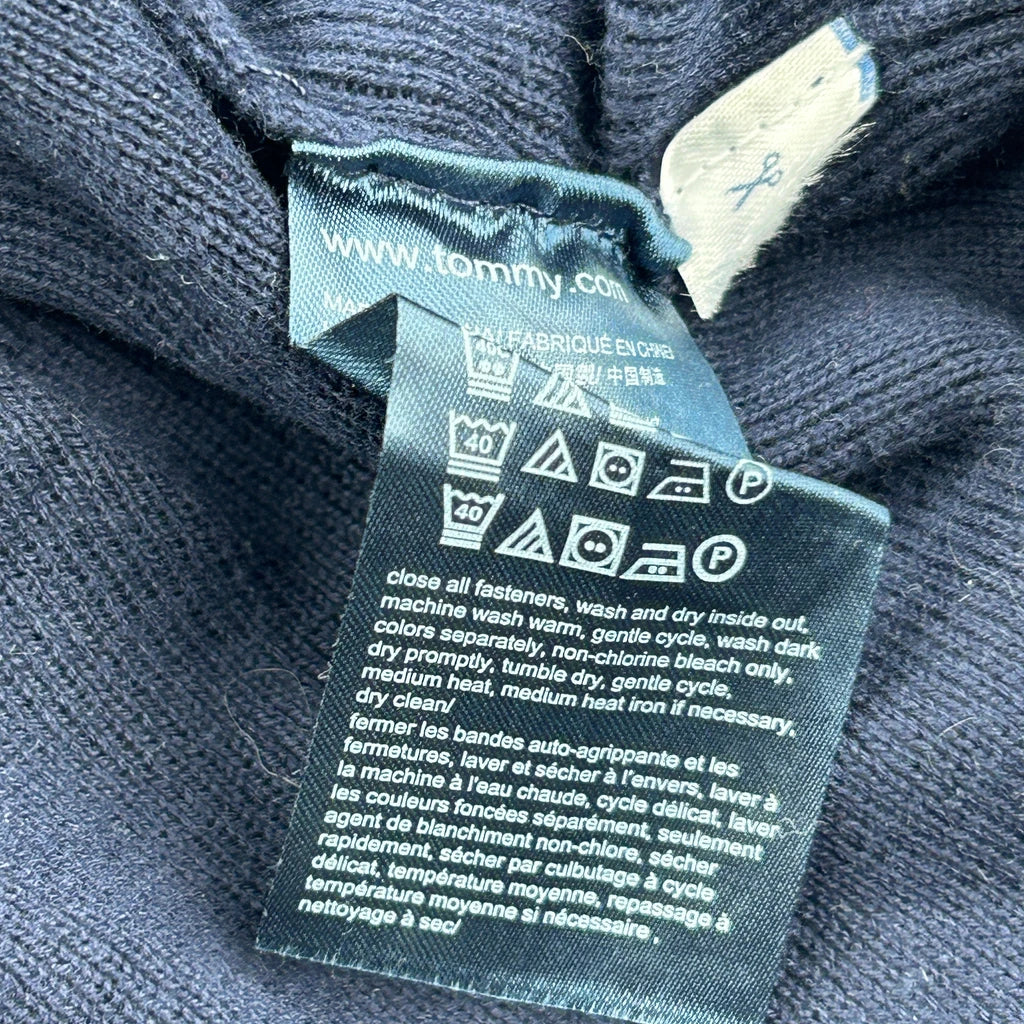 www.tommy.com
FABRIQUÉ EN CHINE/
中国制造
40
40
P
40
P
close all fasteners, wash and dry inside out,
machine wash warm, gentle cycle, wash dark
colors separately, non-chlorine bleach only,
dry promptly, tumble dry, gentle cycle,
medium heat, medium heat iron if necessary,
dry clean/
fermer les bandes auto-agrippante et les
fermetures, laver et sécher à l'envers, laver à
la machine à l'eau chaude, cycle délicat, laver
les couleurs foncées séparément, seulement
agent de blanchiment non-chlore, sécher
rapidement, sécher par culbutage à cycle
délicat, température moyenne, repassage à
température moyenne si nécessaire,
nettoyage à sec/